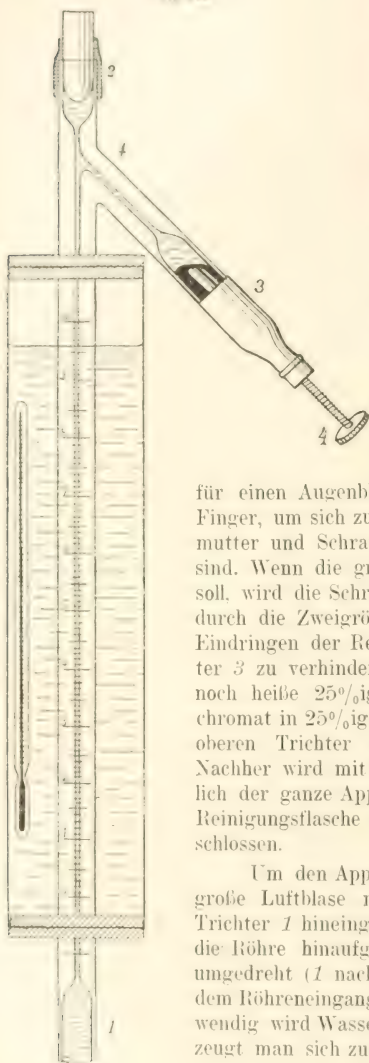 2
1
3
4
für einen Augenb
Finger, um sich zu
mutter und Schra
sind. Wenn die gr
soll, wird die Schr
durch die Zweigrö
Eindringen der Re
ter 3 zu verhinder
noch heiße 25%ig
chromat in 25%ig
oberen Trichter
Nachher wird mit
lich der ganze App
Reinigungsflasche
schlossen.
Um den App
große Luftblase m
Trichter 1 hineing
die Röhre hinaufg
umgedreht (1 nach
dem Röhreneingang
wendig wird Wasse
zeugt man sich zu
1